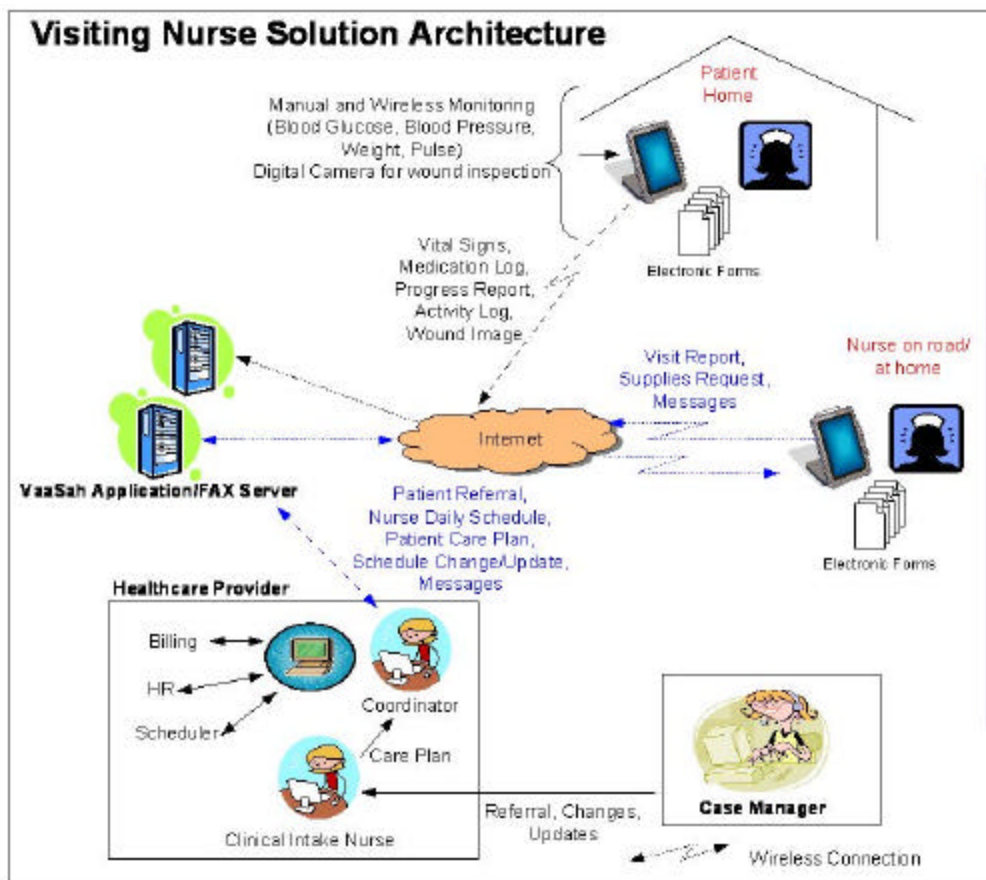 Visiting Nurse Solution Architecture
Patient
Home
Manual and Wireless Monitoring
(Blood Glucose, Blood Pressure,
Weight, Pulse)
Digital Camera for wound inspection
Electronic Forms
Vital Signs,
Medication Log,
Progress Report,
Activity Log,
Wound Image
Visit Report,
Supplies Request,
Messages
Nurse on road/
at home
Internet
VaaSah Application/FAX Server
Patient Referral,
Nurse Daily Schedule,
Patient Care Plan,
Schedule Change/Update,
Messages
Electronic Forms
Healthcare Provider
Billing
HR
Scheduler
Coordinator
Care Plan
Clinical Intake Nurse
Referral, Changes,
Updates
Case Manager
Wireless Connection